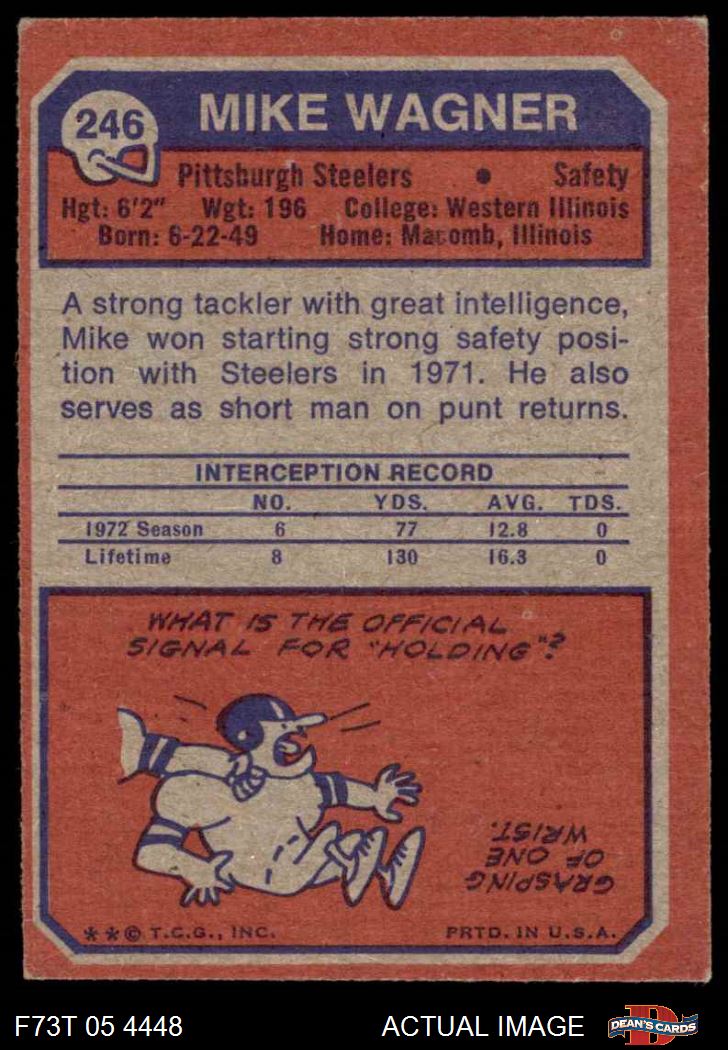 246
MIKE WAGNER
Pittsburgh Steelers • Safety
Hgt: 6'2" Wgt: 196 College: Western Illinois
Born: 6-22-49 Home: Macomb, Illinois
A strong tackler with great intelligence,
Mike won starting strong safety posi-
tion with Steelers in 1971. He also
serves as short man on punt returns.
INTERCEPTION RECORD
NO. YDS. AVG. TDS.
1972 Season 6 77 12.8 0
Lifetime 8 130 16.3 0
WHAT IS THE OFFICIAL
SIGNAL FOR "HOLDING"?
GRASPING
OF ONE
WRIST.
**© T.C.G., INC. PRTD. IN U.S.A.
F73T 05 4448 ACTUAL IMAGE
D
DEAN'S CARDS